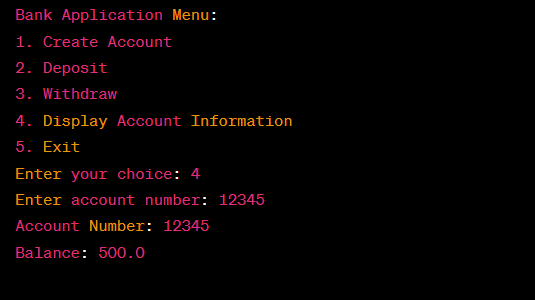 Bank Application Menu:
1. Create Account
2. Deposit
3. Withdraw
4. Display Account Information
5. Exit
Enter your choice: 4
Enter account number: 12345
Account Number: 12345
Balance: 500.0